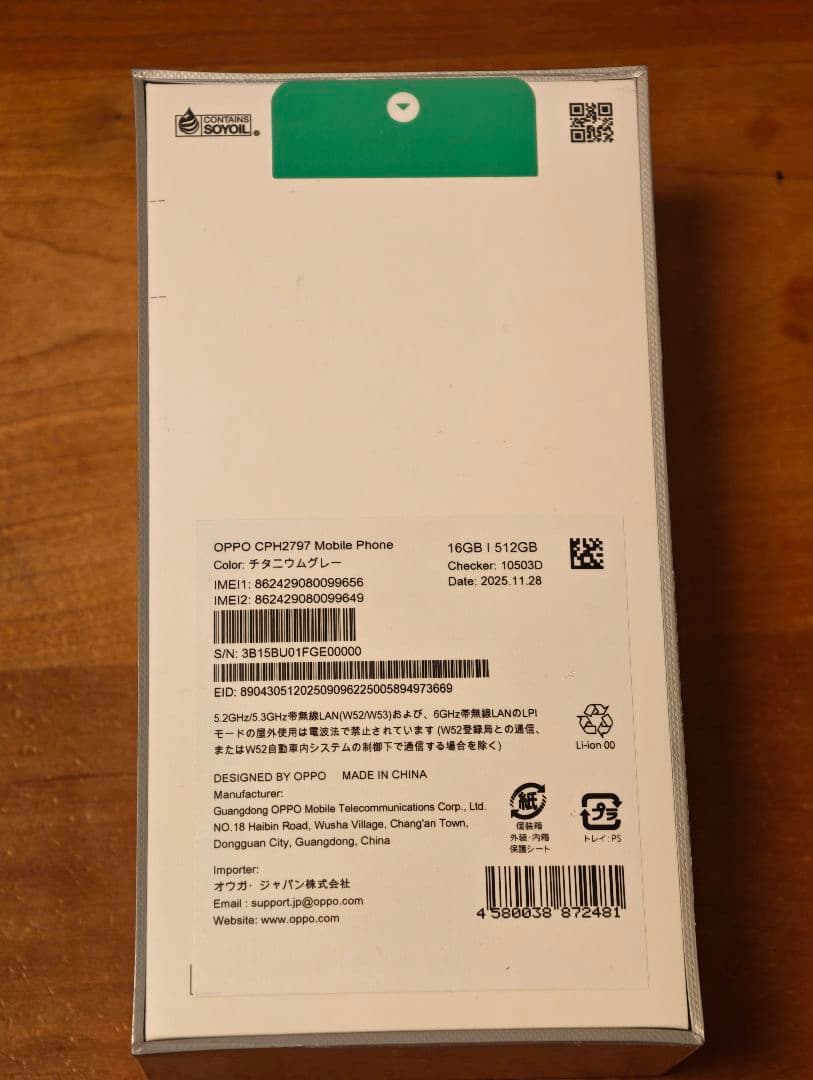 CONTAINS
SOYOIL
OPPO CPH2797 Mobile Phone
Color: チタニウムグレー
IMEI1: 862429080099656
IMEI2: 862429080099649
S/N: 3B15BU01FGE00000
EID: 89043051202509096225005894973669
16GB | 512GB
Checker: 10503D
Date: 2025.11.28
5.2GHz/5.3GHz帯無線LAN(W52/W53)および、6GHz帯無線LANのLPI
モードの屋外使用は電波法で禁止されています (W52登録局との通信、
またはW52自動車内システムの制御下で通信する場合を除く)
Li-ion 00
DESIGNED BY OPPO MADE IN CHINA
Manufacturer:
Guangdong OPPO Mobile Telecommunications Corp., Ltd.
NO.18 Haibin Road, Wusha Village, Chang'an Town,
Dongguan City, Guangdong, China
紙
個装箱
外装・内箱
保護シート
プラ
トレイ:PS
Importer:
オウガ・ジャパン株式会社
Email : support.jp@oppo.com
Website: www.oppo.com
4 580038 872481